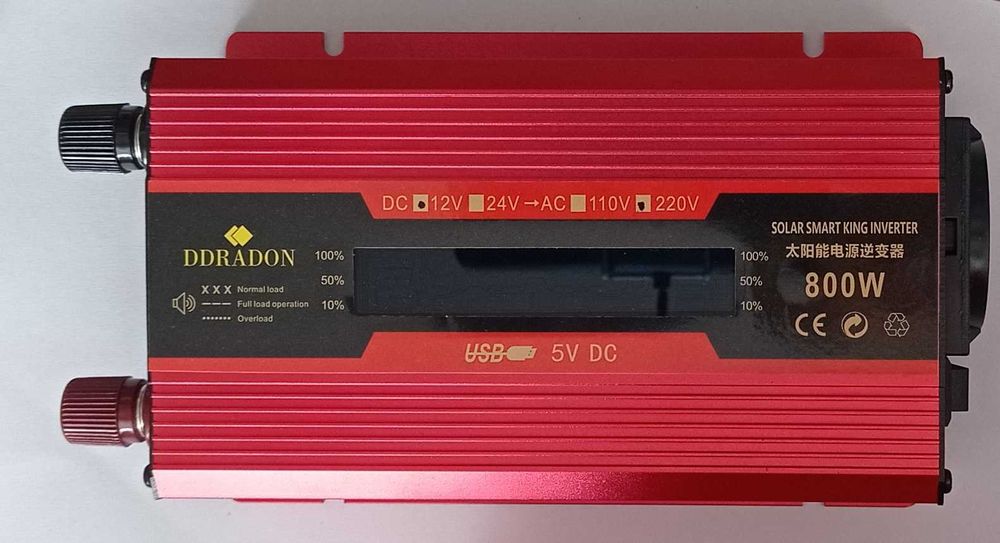 DC 12V 24V →AC 110V 220V
DDRADON
100%
50%
10%
XXX Normal load
--- Full load operation
....... Overload
100%
50%
10%
SOLAR SMART KING INVERTER
太阳能电源逆变器
800W
CE
USB 5V DC